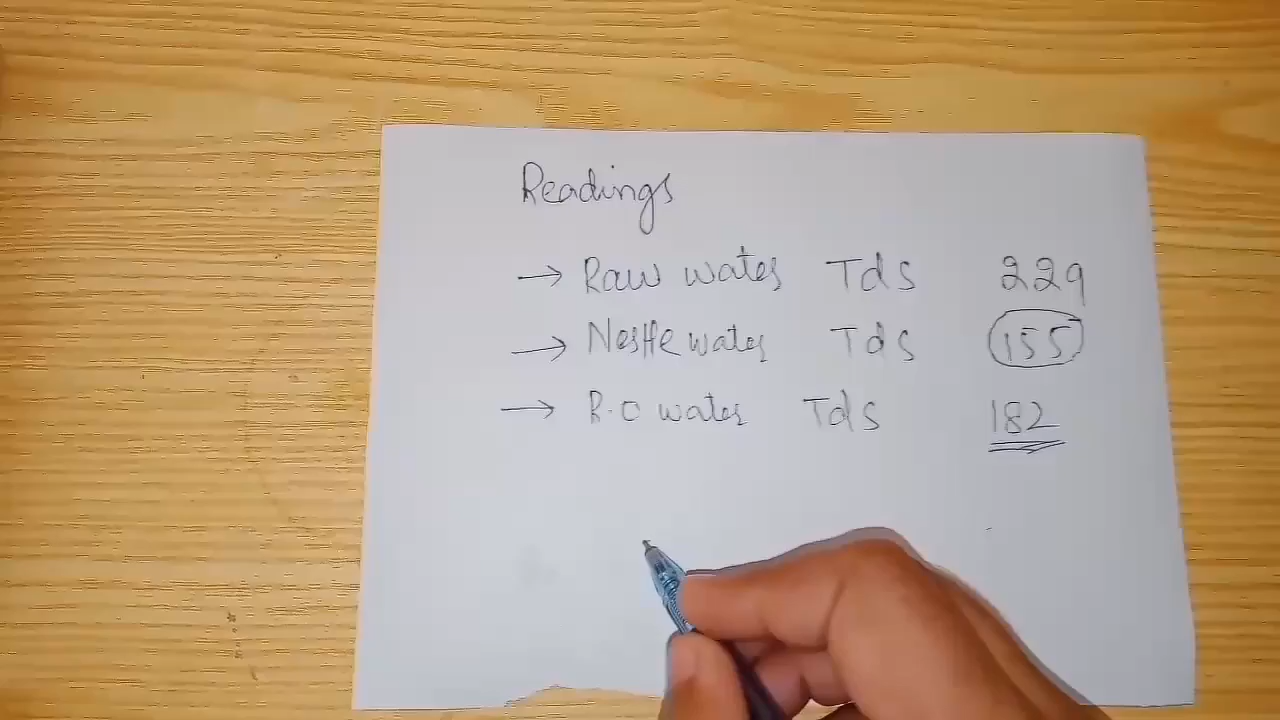 Readings
→ Raw water Tds 229
→ Nestle water Tds 155
→ R.O water Tds 182